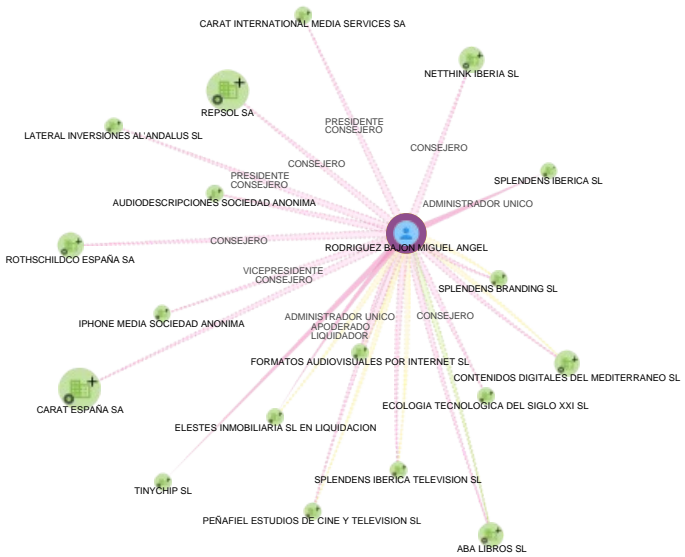 CARAT INTERNATIONAL MEDIA SERVICES SA
NETTHINK IBERIA SL
REPSOL SA
PRESIDENTE
CONSEJERO
LATERAL INVERSIONES AL'ANDALUS SL
CONSEJERO
CONSEJERO
PRESIDENTE
CONSEJERO
SPLENDENS IBERICA SL
AUDIODESCRIPCIONES SOCIEDAD ANONIMA
ADMINISTRADOR UNICO
CONSEJERO
RODRIGUEZ BAJON MIGUEL ANGEL
ROTHSCHILDCO ESPAÑA SA
VICEPRESIDENTE
CONSEJERO
SPLENDENS BRANDING SL
IPHONE MEDIA SOCIEDAD ANONIMA
ADMINISTRADOR UNICO
APODERADO
LIQUIDADOR
CONSEJERO
FORMATOS AUDIOVISUALES POR INTERNET SL
CONTENIDOS DIGITALES DEL MEDITERRANEO SL
CARAT ESPAÑA SA
ECOLOGIA TECNOLOGICA DEL SIGLO XXI SL
ELESTES INMOBILIARIA SL EN LIQUIDACION
SPLENDENS IBERICA TELEVISION SL
TINYCHIP SL
PEÑAFIEL ESTUDIOS DE CINE Y TELEVISION SL
ABA LIBROS SL